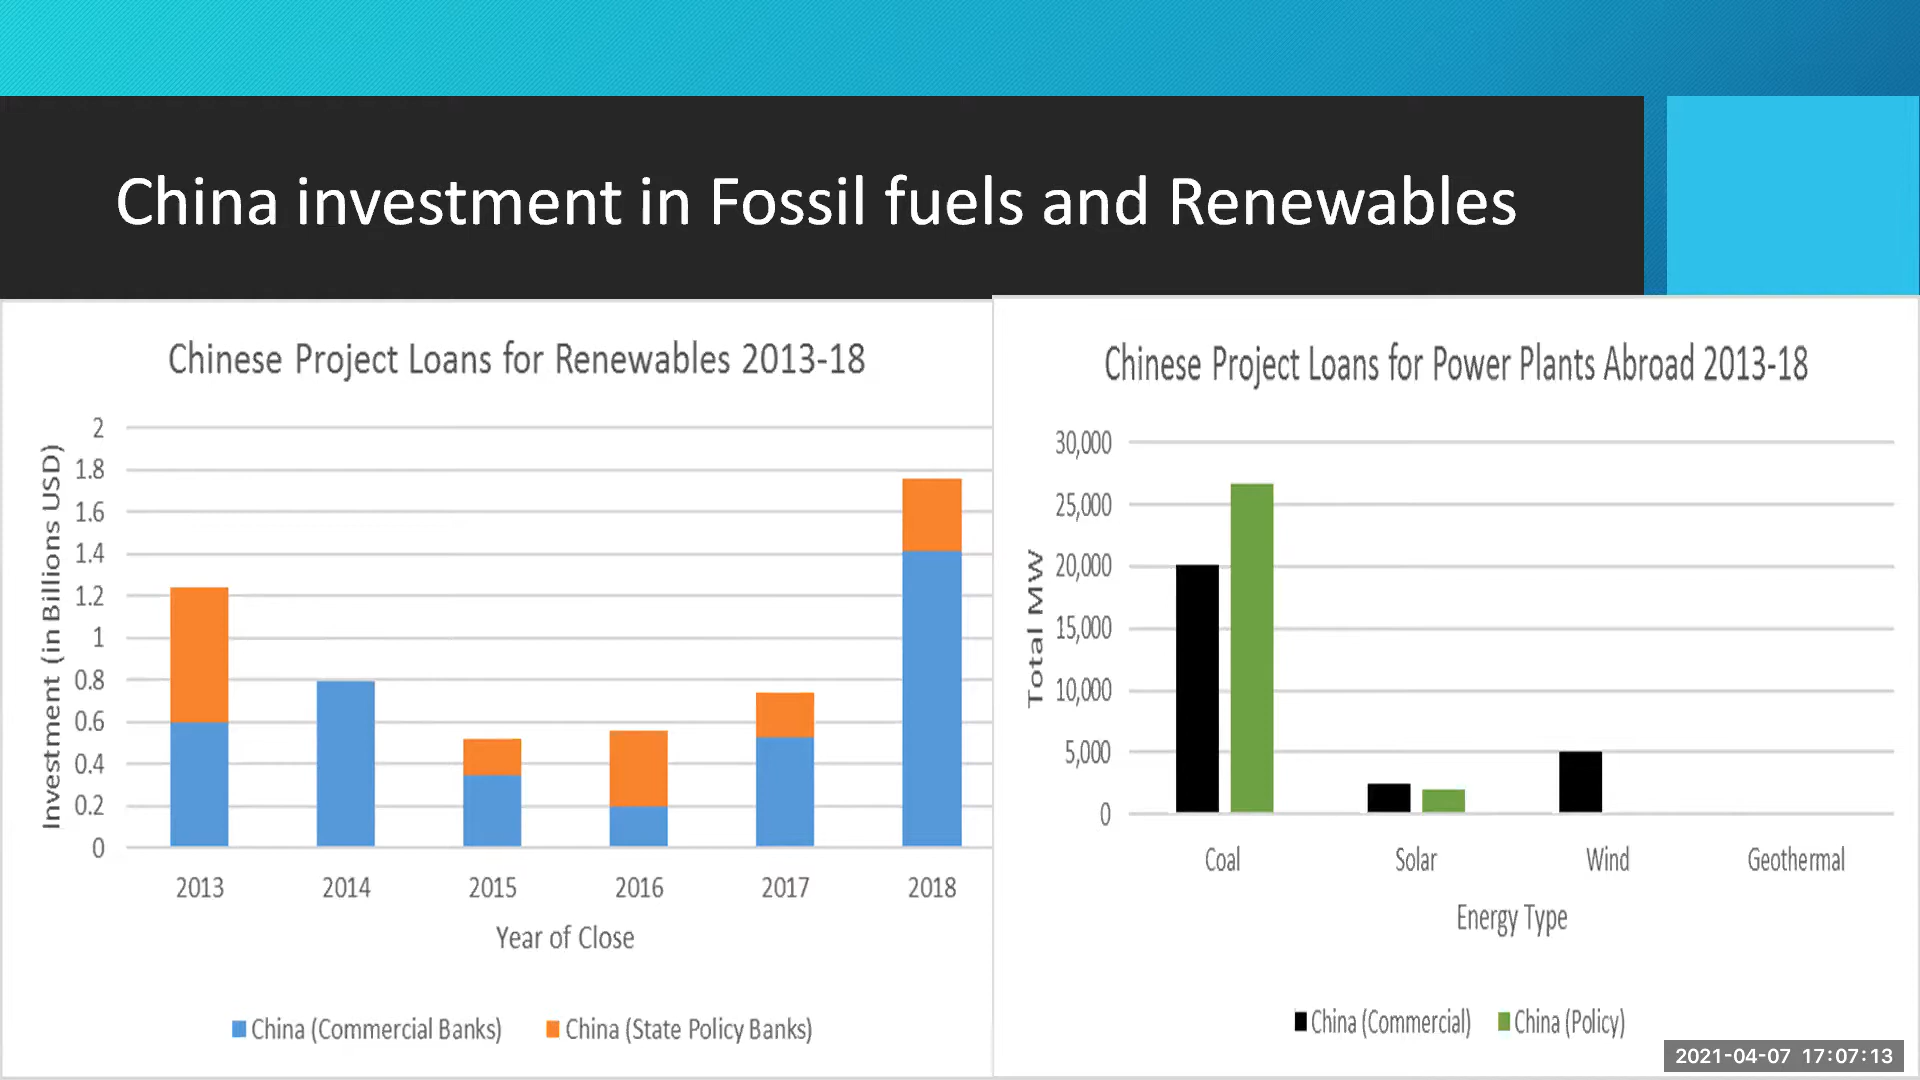 China investment in Fossil fuels and Renewables
Chinese Project Loans for Renewables 2013-18
Investment (in Billions USD)
2
1.8
1.6
1.4
1.2
1
0.8
0.6
0.4
0.2
0
2013 2014 2015 2016 2017 2018
Year of Close
China (Commercial Banks) China (State Policy Banks)
Chinese Project Loans for Power Plants Abroad 2013-18
Total MW
30,000
25,000
20,000
15,000
10,000
5,000
0
Coal Solar Wind Geothermal
Energy Type
China (Commercial) China (Policy)
2021-04-07 17:07:13